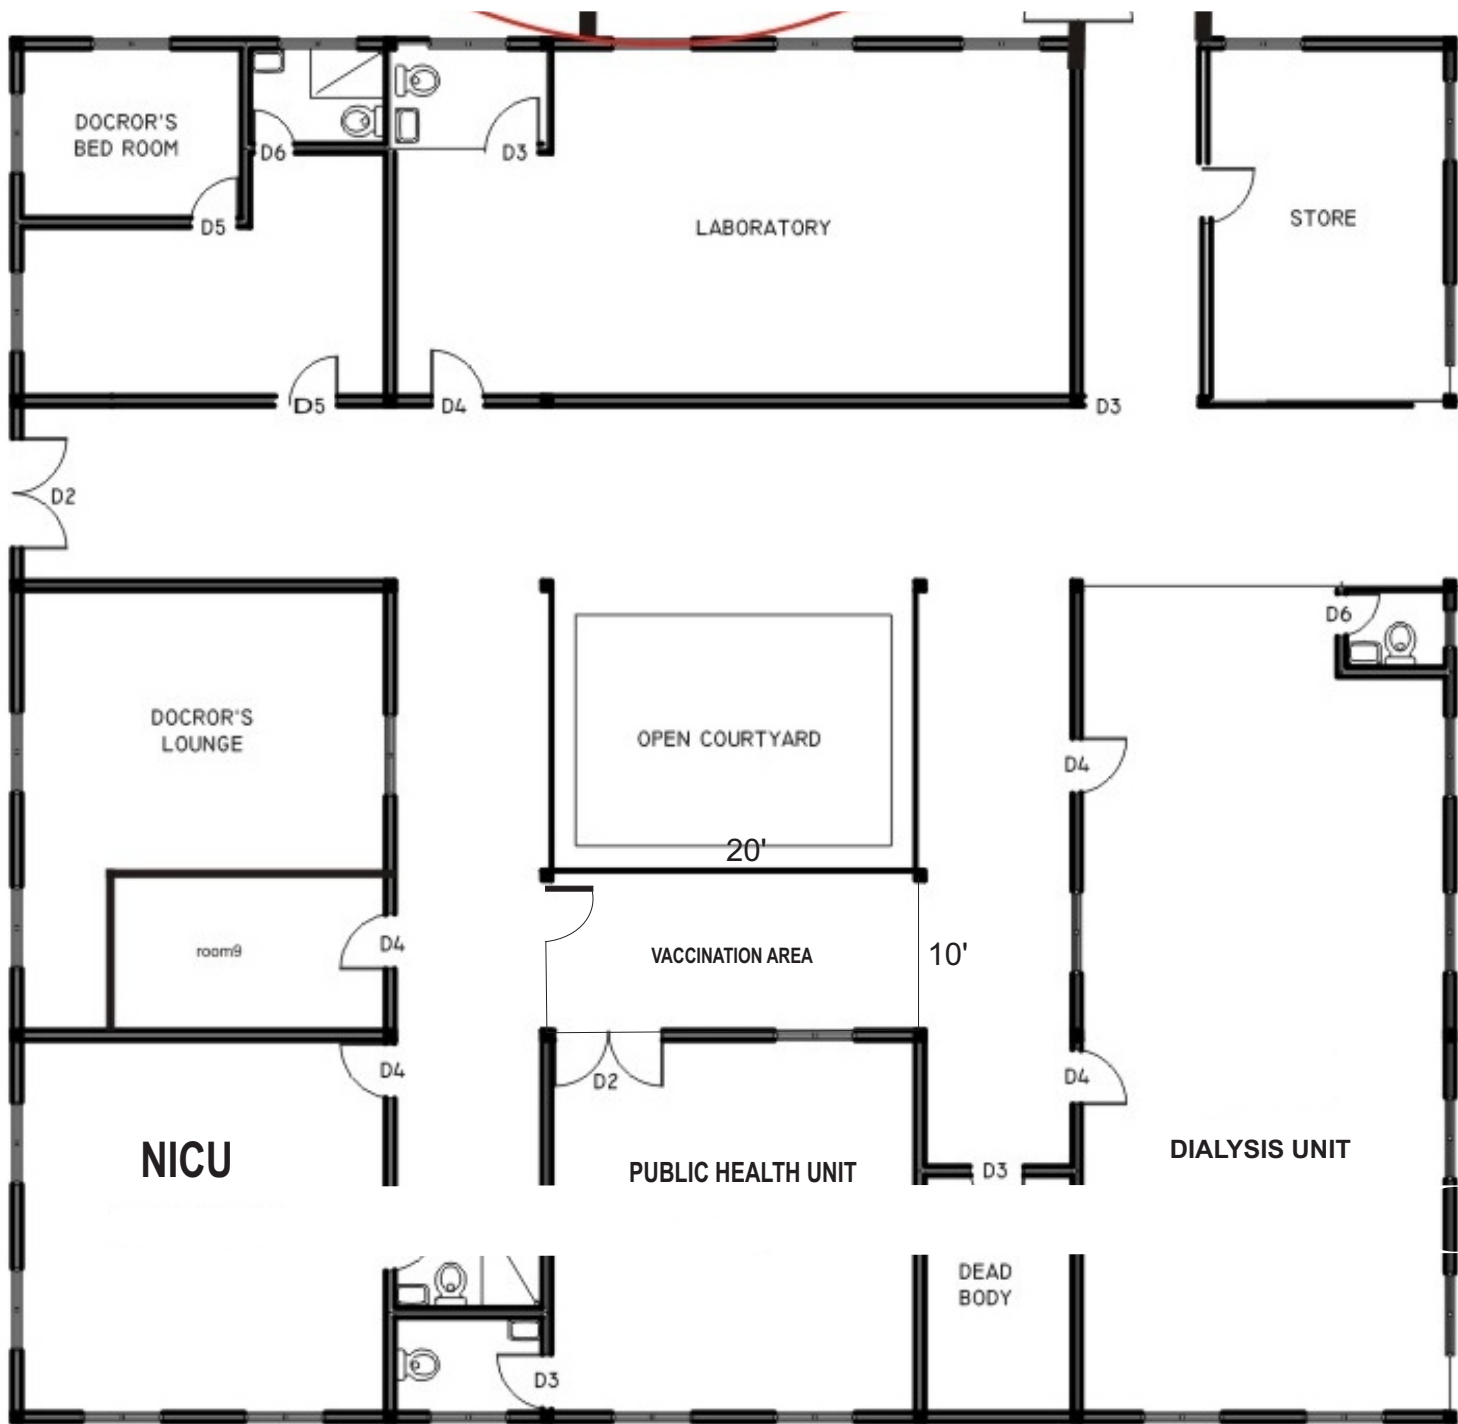 DOCROR'S
BED ROOM
D6
D3
D5
LABORATORY
STORE
D5
D4
D3
D2
D6
DOCROR'S
LOUNGE
OPEN COURTYARD
D4
20'
room9
D4
VACCINATION AREA
10'
D4
D2
D4
NICU
PUBLIC HEALTH UNIT
D3
DIALYSIS UNIT
DEAD
BODY
D3